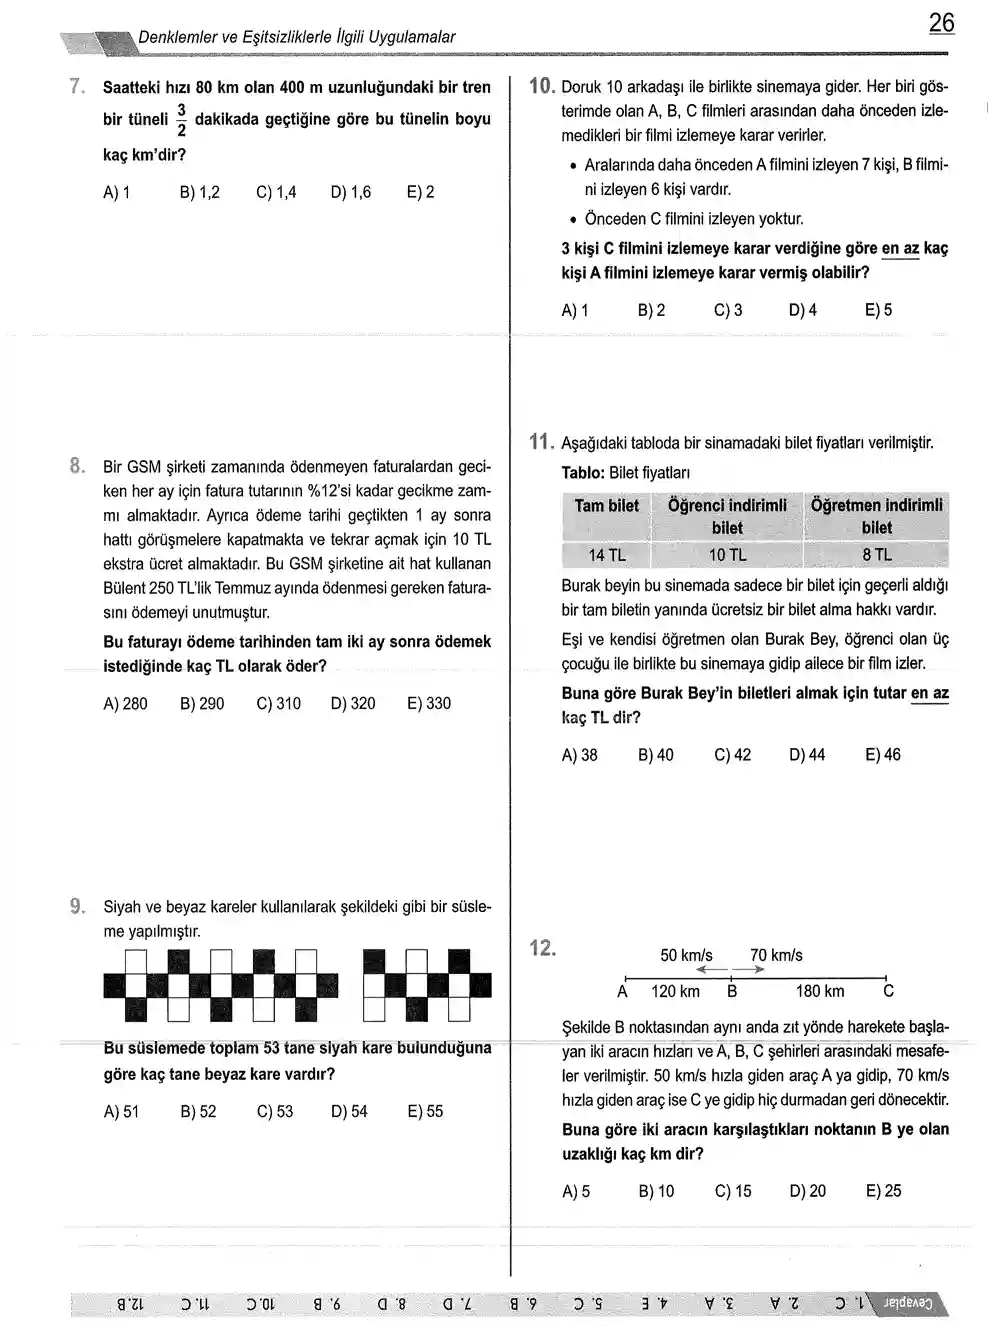 Denklemler ve Eşitsizliklerle İlgili Uygulamalar
26
7. Saatteki hızı 80 km olan 400 m uzunluğundaki bir tren
bir tüneli 3/2 dakikada geçtiğine göre bu tünelin boyu
kaç km'dir?
A) 1 B) 1,2 C) 1,4 D) 1,6 E) 2
8. Bir GSM şirketi zamanında ödenmeyen faturalardan geci-
ken her ay için fatura tutarının %12'si kadar gecikme zam-
mı almaktadır. Ayrıca ödeme tarihi geçtikten 1 ay sonra
hattı görüşmelere kapatmakta ve tekrar açmak için 10 TL
ekstra ücret almaktadır. Bu GSM şirketine ait hat kullanan
Bülent 250 TL'lik Temmuz ayında ödenmesi gereken fatura-
sını ödemeyi unutmuştur.
Bu faturayı ödeme tarihinden tam iki ay sonra ödemek
istediğinde kaç TL olarak öder?
A) 280 B) 290 C) 310 D) 320 E) 330
9. Siyah ve beyaz kareler kullanılarak şekildeki gibi bir süsle-
me yapılmıştır.
Bu süslemede toplam 53 tane siyah kare bulunduğuna
göre kaç tane beyaz kare vardır?
A) 51 B) 52 C) 53 D) 54 E) 55
10. Doruk 10 arkadaşı ile birlikte sinemaya gider. Her biri gös-
terimde olan A, B, C filmleri arasından daha önceden izle-
medikleri bir filmi izlemeye karar verirler.
• Aralarında daha önceden A filmini izleyen 7 kişi, B filmi-
ni izleyen 6 kişi vardır.
• Önceden C filmini izleyen yoktur.
3 kişi C filmini izlemeye karar verdiğine göre en az kaç
kişi A filmini izlemeye karar vermiş olabilir?
A) 1 B) 2 C) 3 D) 4 E) 5
11. Aşağıdaki tabloda bir sinamadaki bilet fiyatları verilmiştir.
Tablo: Bilet fiyatları
Tam bilet Öğrenci indirimli Öğretmen indirimli
bilet bilet
14 TL 10 TL 8 TL
Burak beyin bu sinemada sadece bir bilet için geçerli aldığı
bir tam biletin yanında ücretsiz bir bilet alma hakkı vardır.
Eşi ve kendisi öğretmen olan Burak Bey, öğrenci olan üç
çocuğu ile birlikte bu sinemaya gidip ailece bir film izler.
Buna göre Burak Bey'in biletleri almak için tutar en az
kaç TL dir?
A) 38 B) 40 C) 42 D) 44 E) 46
12.
50 km/s 70 km/s
A 120 km B 180 km C
Şekilde B noktasından aynı anda zıt yönde harekete başla-
yan iki aracın hızları ve A, B, C şehirleri arasındaki mesafe-
ler verilmiştir. 50 km/s hızla giden araç A ya gidip, 70 km/s
hızla giden araç ise C ye gidip hiç durmadan geri dönecektir.
Buna göre iki aracın karşılaştıkları noktanın B ye olan
uzaklığı kaç km dir?
A) 5 B) 10 C) 15 D) 20 E) 25
Cevaplar 1. C 2. A 3. A 4. E 5. C 6. B 7. D 8. D 9. B 10. C 11. C 12. B